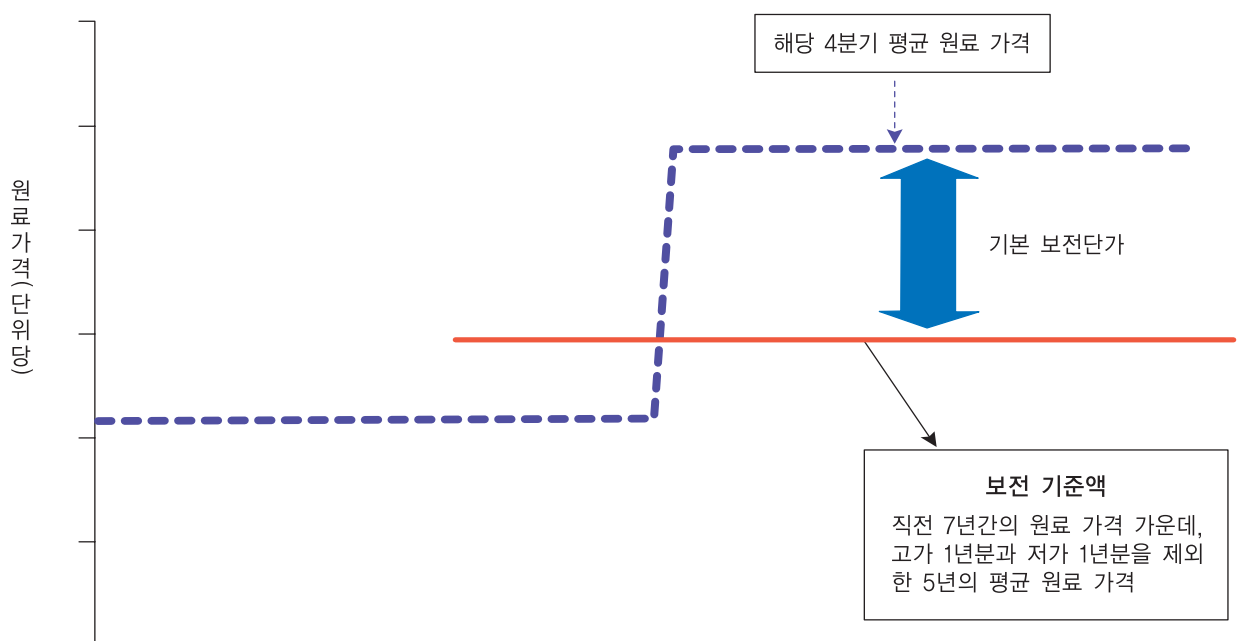 해당 4분기 평균 원료 가격
원료가격(단위당)
기본 보전단가
보전 기준액
직전 7년간의 원료 가격 가운데,
고가 1년분과 저가 1년분을 제외
한 5년의 평균 원료 가격